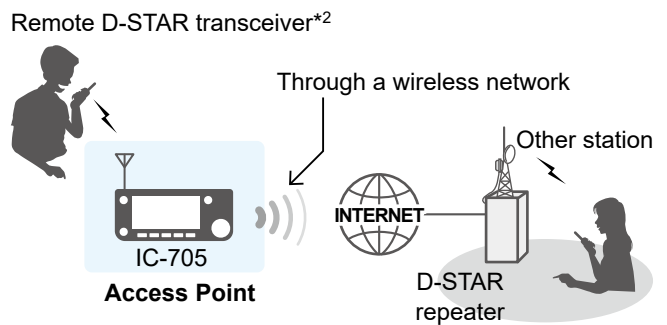 Remote D-STAR transceiver*2
Through a wireless network
Other station
INTERNET
IC-705
Access Point
D-STAR
repeater